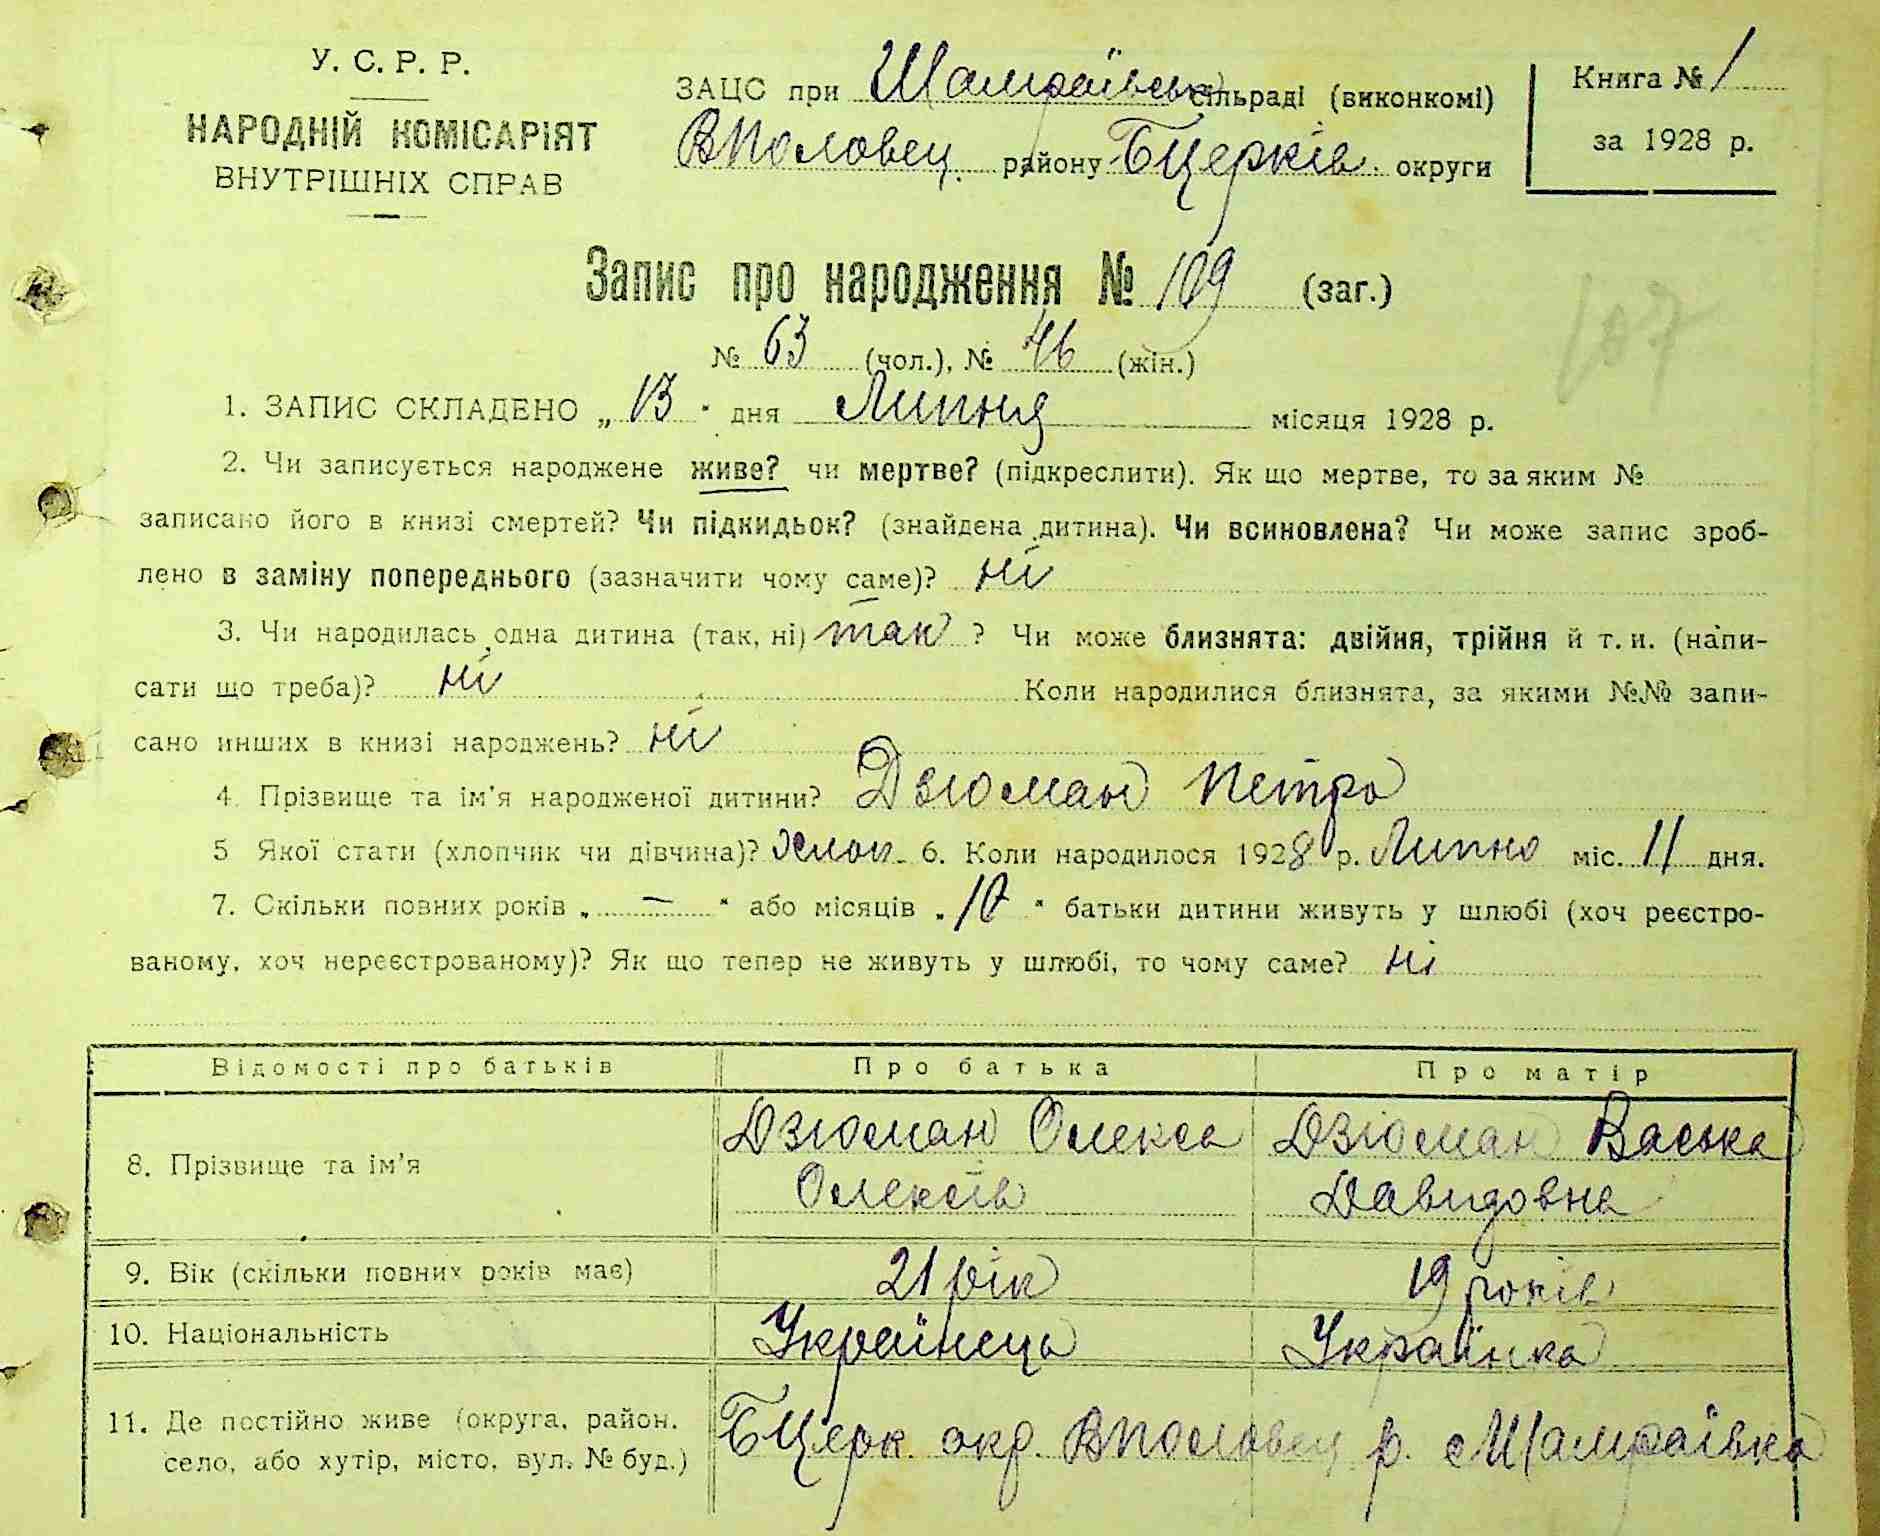 У. С. Р. Р.
НАРОДНІЙ КОМІСАРІЯТ
ВНУТРІШНІХ СПРАВ
ЗАЦС при Шамраївськ сільраді (виконкомі)
ВПоловец. району БЦерків. округи
Книга № 1
за 1928 р.
Запис про народження № 109 (заг.)
107
№ 63 (чол.), № 46 (жін.)
1. ЗАПИС СКЛАДЕНО „ 13 " дня Липня місяця 1928 р.
2. Чи записується народжене живе? чи мертве? (підкреслити). Як що мертве, то за яким №
записано його в книзі смертей? Чи підкидьок? (знайдена дитина). Чи всиновлена? Чи може запис зроб-
лено в заміну попереднього (зазначити чому саме)? ні
3. Чи народилась одна дитина (так, ні) так ? Чи може близнята: двійня, трійня й т. и. (напи-
сати що треба)? ні Коли народилися близнята, за якими №№ запи-
сано инших в книзі народжень? ні
4. Прізвище та ім'я народженої дитини? Дзюман Петро
5 Якої стати (хлопчик чи дівчина)? Хлоп. 6. Коли народилося 1928 р. Липню міс. 11 дня.
7. Скільки повних років „ — " або місяців „ 10 " батьки дитини живуть у шлюбі (хоч реєстро-
ваному, хоч нереєстрованому)? Як що тепер не живуть у шлюбі, то чому саме? ні
Відомості про батьків Про батька Про матір
8. Прізвище та ім'я Дзюман Олекса Дзюман Васька
Олексів Давидовна
9. Вік (скільки повних років має) 21 рік 19 років
10. Національність Українець Українка
11. Де постійно живе (округа, район,
село, або хутір, місто, вул. № буд.) БЦерк. окр. ВПоловец р. с Шамраївка